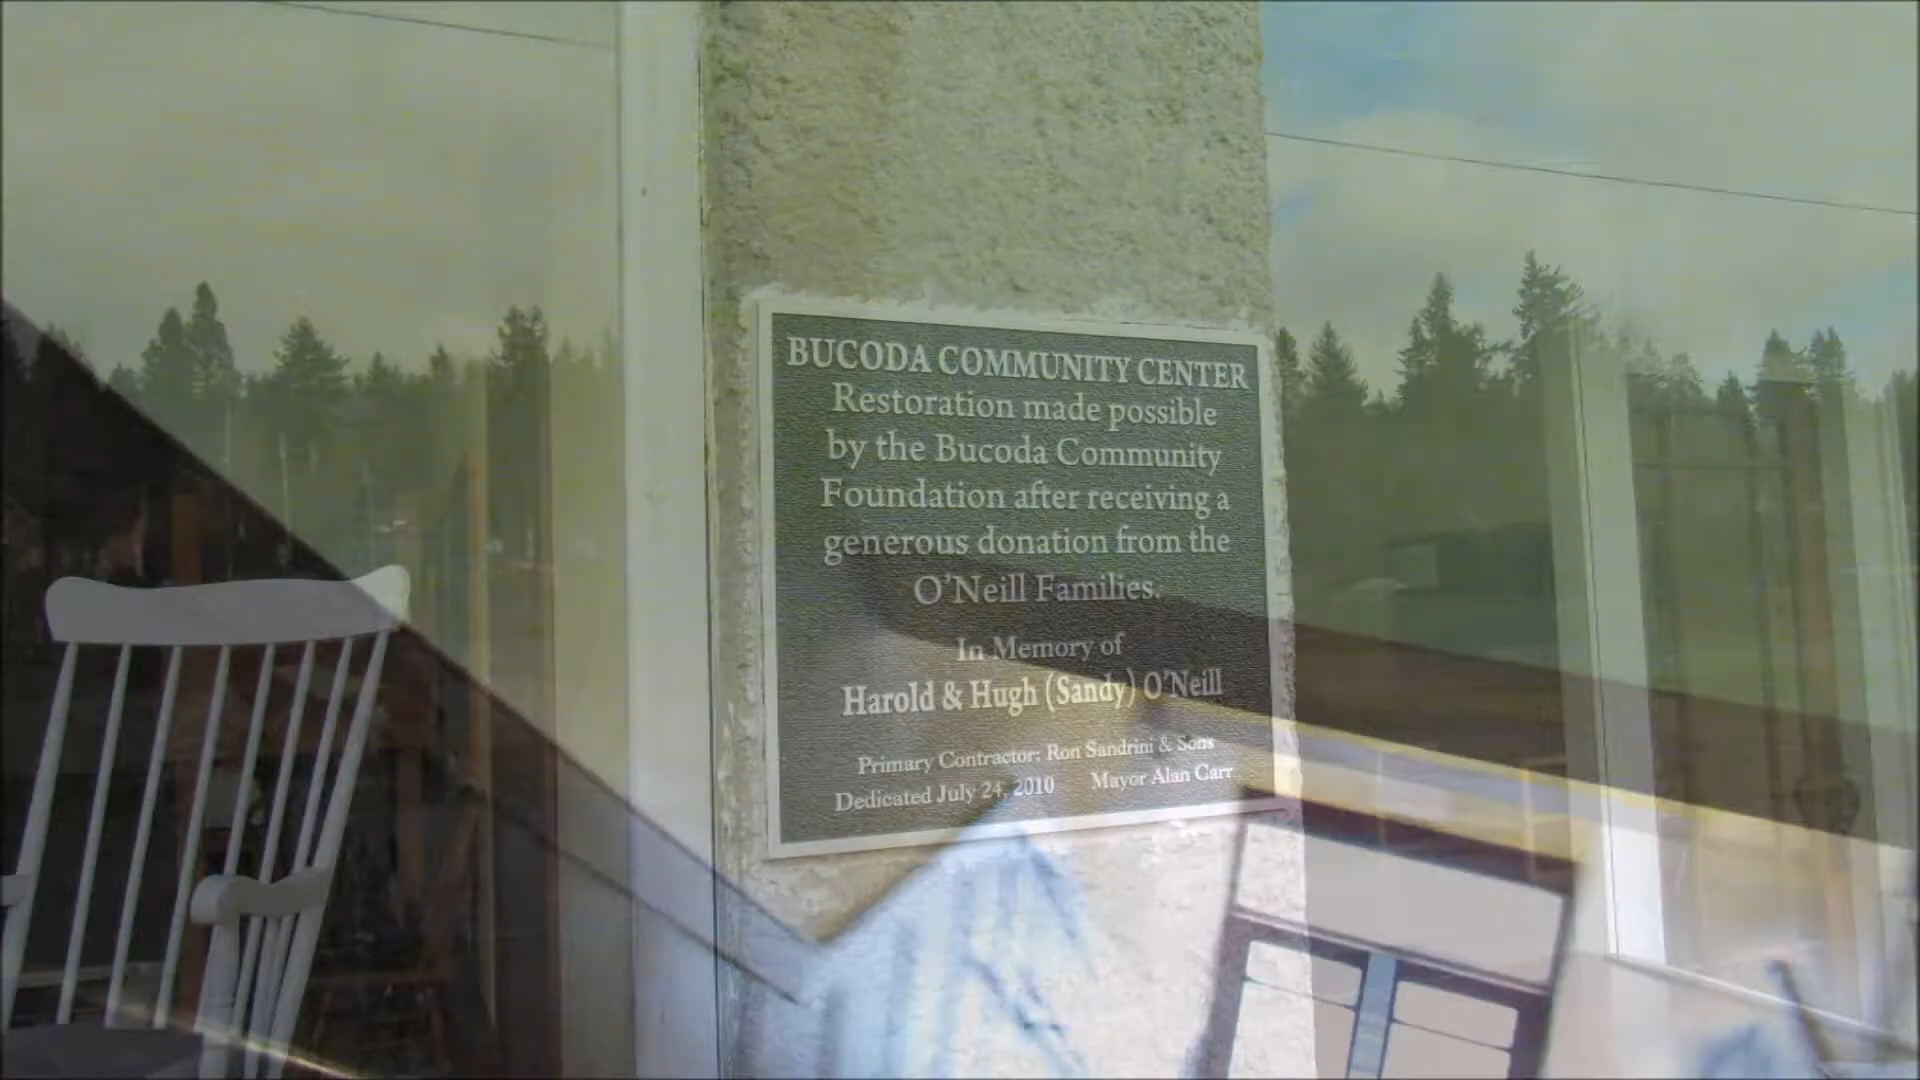 BUCODA COMMUNITY CENTER
Restoration made possible
by the Bucoda Community
Foundation after receiving a
generous donation from the
O'Neill Families.
In Memory of
Harold & Hugh (Sandy) O'Neill
Primary Contractor: Ron Sandrini & Sons
Dedicated July 24, 2010 Mayor Alan Carr